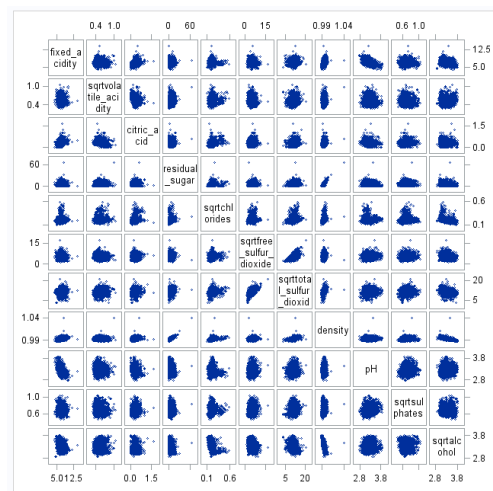 0.4 1.0 0 60 0 15 0.99 1.04 0.6 1.0
fixed_a
cidity
12.5
5.0
1.0
0.4
sqrtvola
tile_aci
dity
citric_a
cid
1.5
0.0
60
0
residual
_sugar
sqrtchl
orides
0.6
0.1
15
0
sqrtfree
_sulfur_
dioxide
sqrttota
l_sulfur
_dioxid
20
5
1.04
0.99
density
pH
3.8
2.8
1.0
0.6
sqrtsul
phates
sqrtalc
ohol
3.8
2.8
5.0 12.5 0.0 1.5 0.1 0.6 5 20 2.8 3.8 2.8 3.8